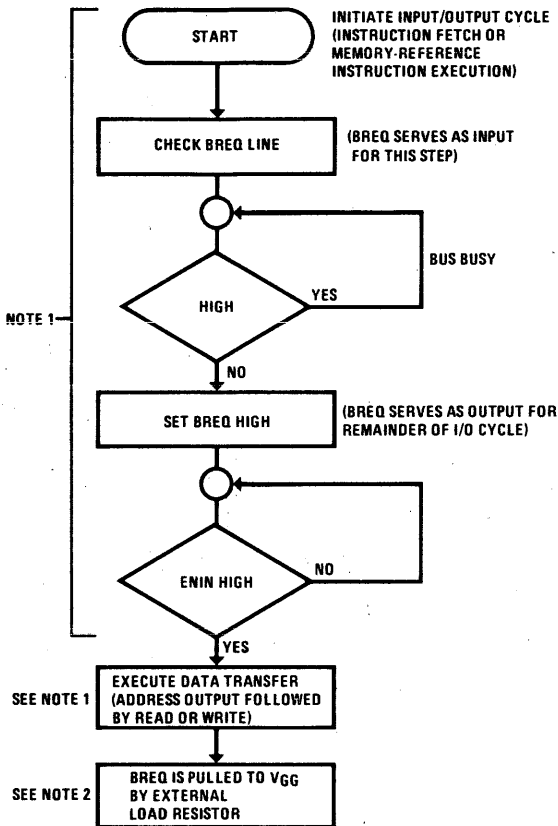 START
INITIATE INPUT/OUTPUT CYCLE
(INSTRUCTION FETCH OR
MEMORY-REFERENCE
INSTRUCTION EXECUTION)
CHECK BREQ LINE
(BREQ SERVES AS INPUT
FOR THIS STEP)
BUS BUSY
HIGH
YES
NOTE 1
NO
SET BREQ HIGH
(BREQ SERVES AS OUTPUT FOR
REMAINDER OF I/O CYCLE)
ENIN HIGH
NO
YES
SEE NOTE 1
EXECUTE DATA TRANSFER
(ADDRESS OUTPUT FOLLOWED
BY READ OR WRITE)
SEE NOTE 2
BREQ IS PULLED TO VGG
BY EXTERNAL
LOAD RESISTOR